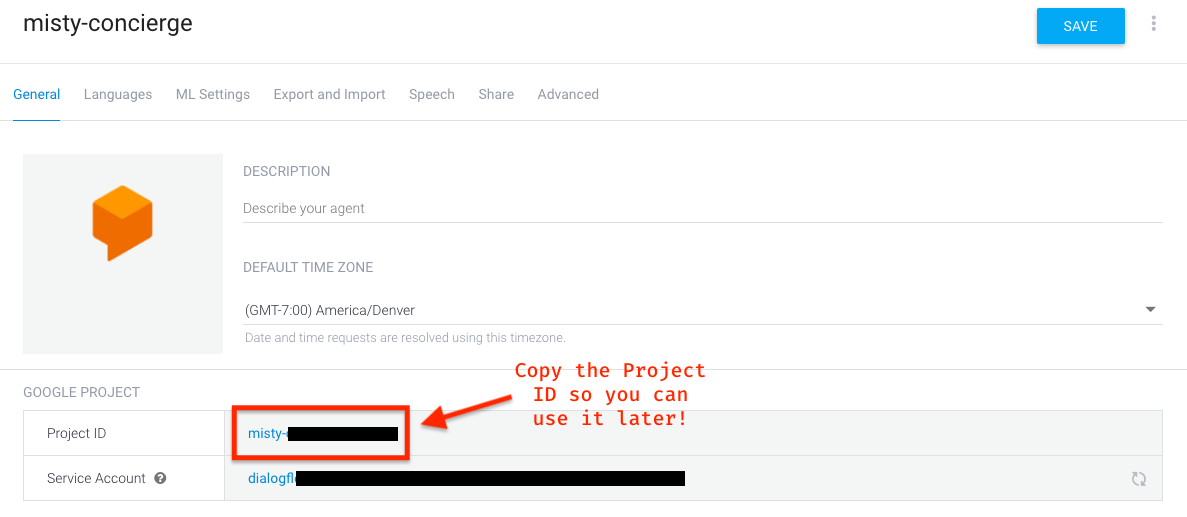 misty-concierge
SAVE
General Languages ML Settings Export and Import Speech Share Advanced
DESCRIPTION
Describe your agent
DEFAULT TIME ZONE
(GMT-7:00) America/Denver
Date and time requests are resolved using this timezone.
Copy the Project
ID so you can
use it later!
GOOGLE PROJECT
Project ID misty-
Service Account dialogfl